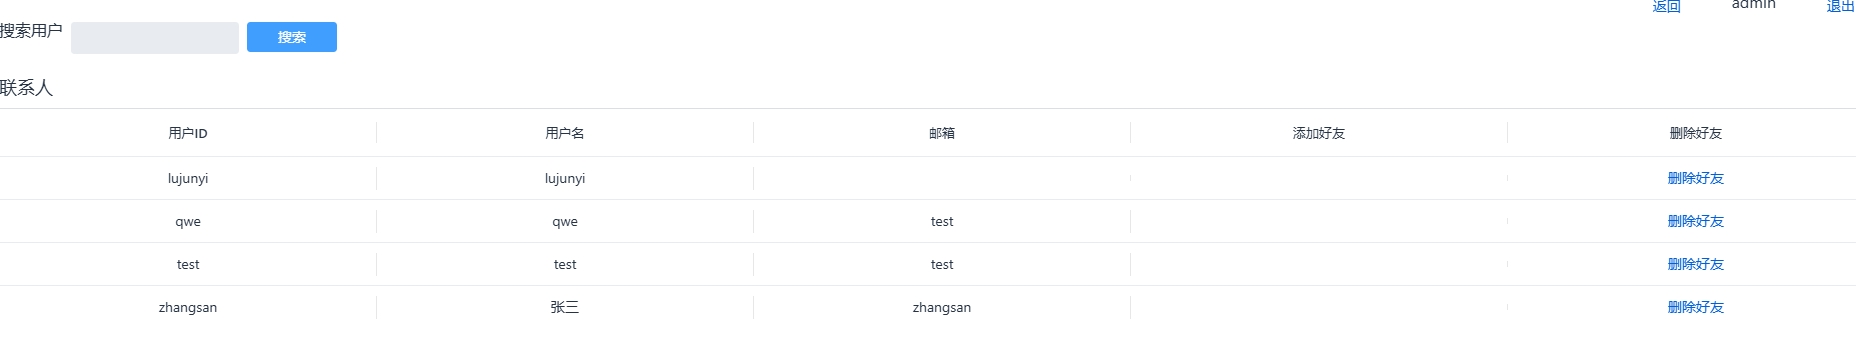 返回 admin 退出
搜索用户 搜索
联系人
用户ID 用户名 邮箱 添加好友 删除好友
lujunyi lujunyi 删除好友
qwe qwe test 删除好友
test test test 删除好友
zhangsan 张三 zhangsan 删除好友